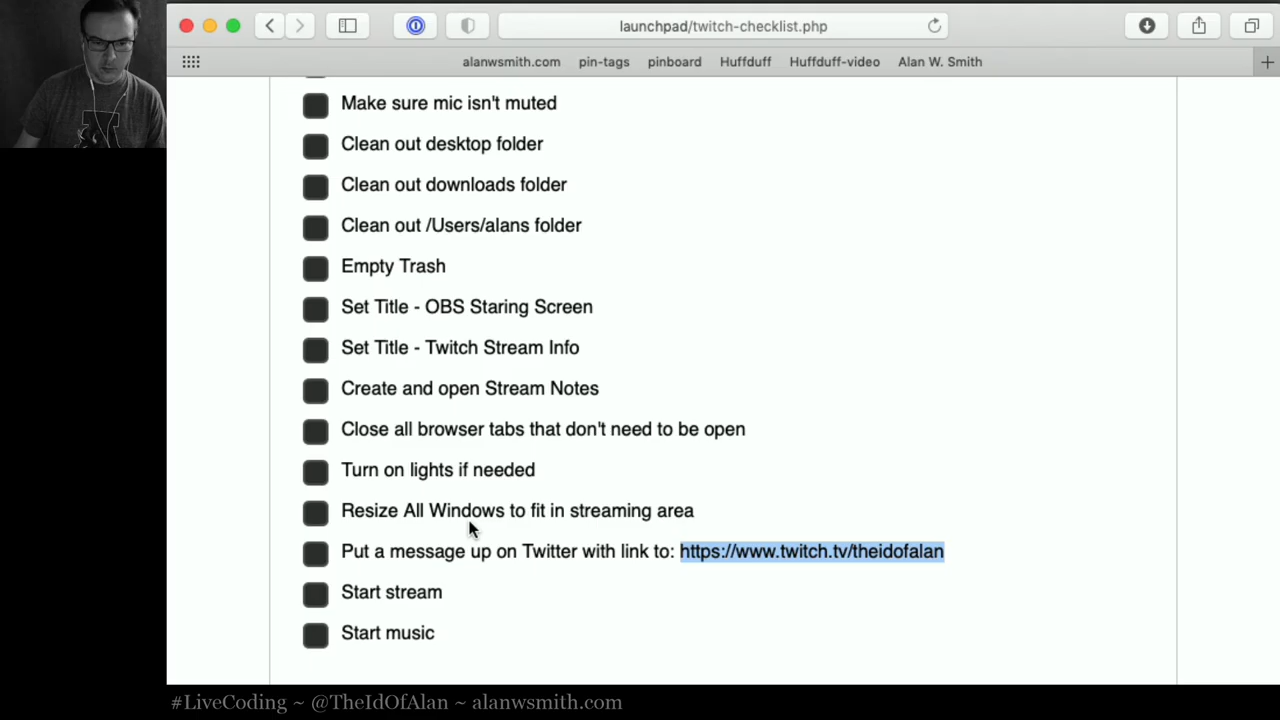 launchpad/twitch-checklist.php
alanwsmith.com pin-tags pinboard Huffduff Huffduff-video Alan W. Smith
Make sure mic isn't muted
Clean out desktop folder
Clean out downloads folder
Clean out /Users/alans folder
Empty Trash
Set Title - OBS Staring Screen
Set Title - Twitch Stream Info
Create and open Stream Notes
Close all browser tabs that don't need to be open
Turn on lights if needed
Resize All Windows to fit in streaming area
Put a message up on Twitter with link to: https://www.twitch.tv/theidofalan
Start stream
Start music
#LiveCoding ~ @TheIdOfAlan ~ alanwsmith.com